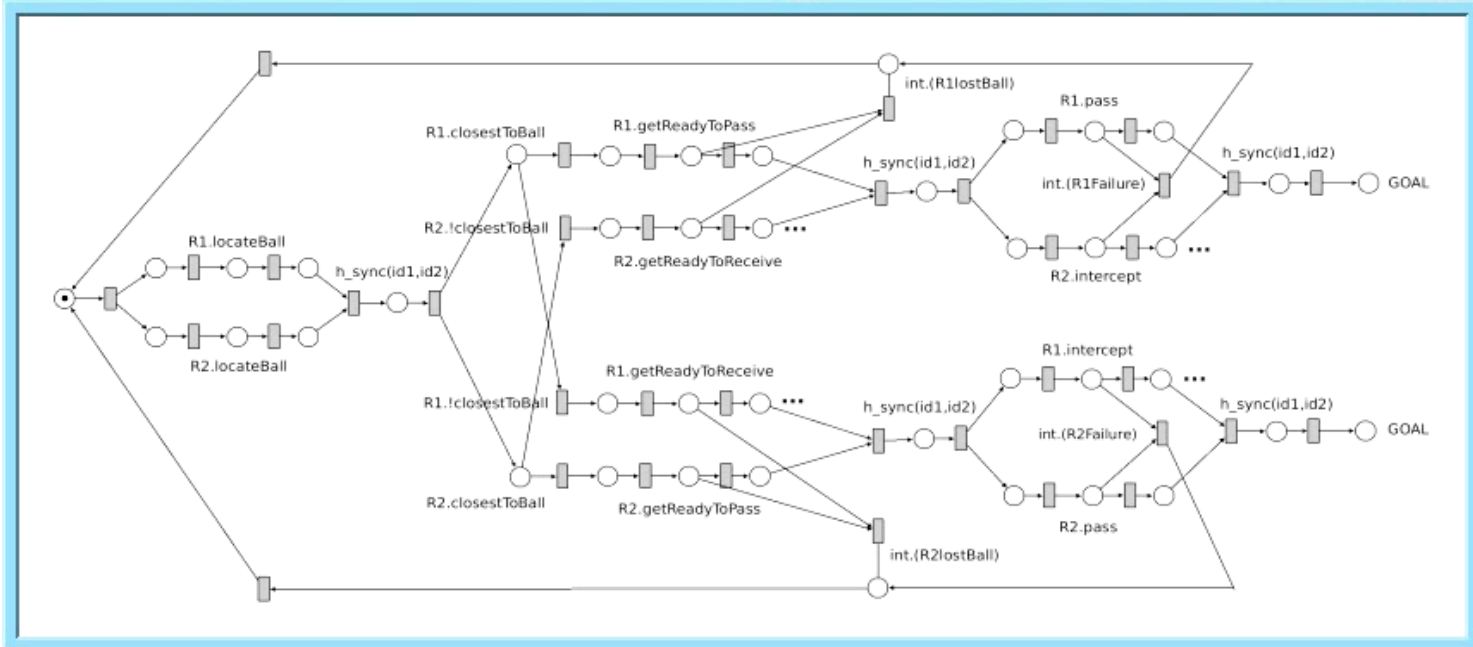 int.(R1lostBall)
R1.pass
R1.closestToBall
R1.getReadyToPass
h_sync(id1,id2)
h_sync(id1,id2)
int.(R1Failure)
GOAL
R2.!closestToBall
...
R1.locateBall
R2.getReadyToReceive
...
h_sync(id1,id2)
R2.intercept
R2.locateBall
R1.intercept
R1.getReadyToReceive
...
R1.!closestToBall
...
h_sync(id1,id2)
h_sync(id1,id2)
int.(R2Failure)
GOAL
R2.closestToBall
R2.getReadyToPass
R2.pass
int.(R2lostBall)